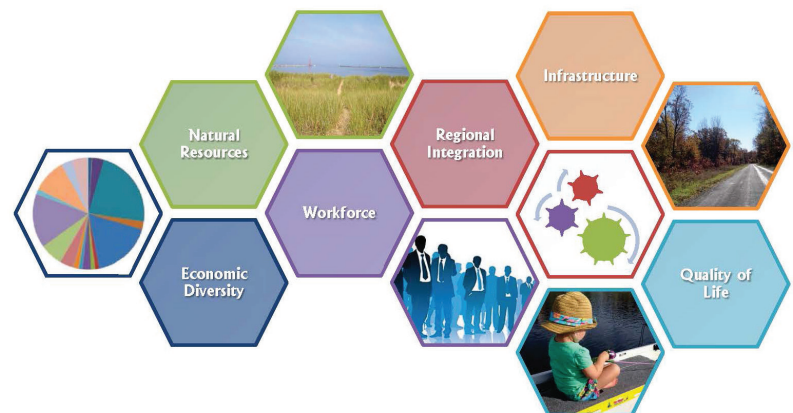 Infrastructure
Natural
Resources
Regional
Integration
Workforce
Economic
Diversity
Quality of
Life